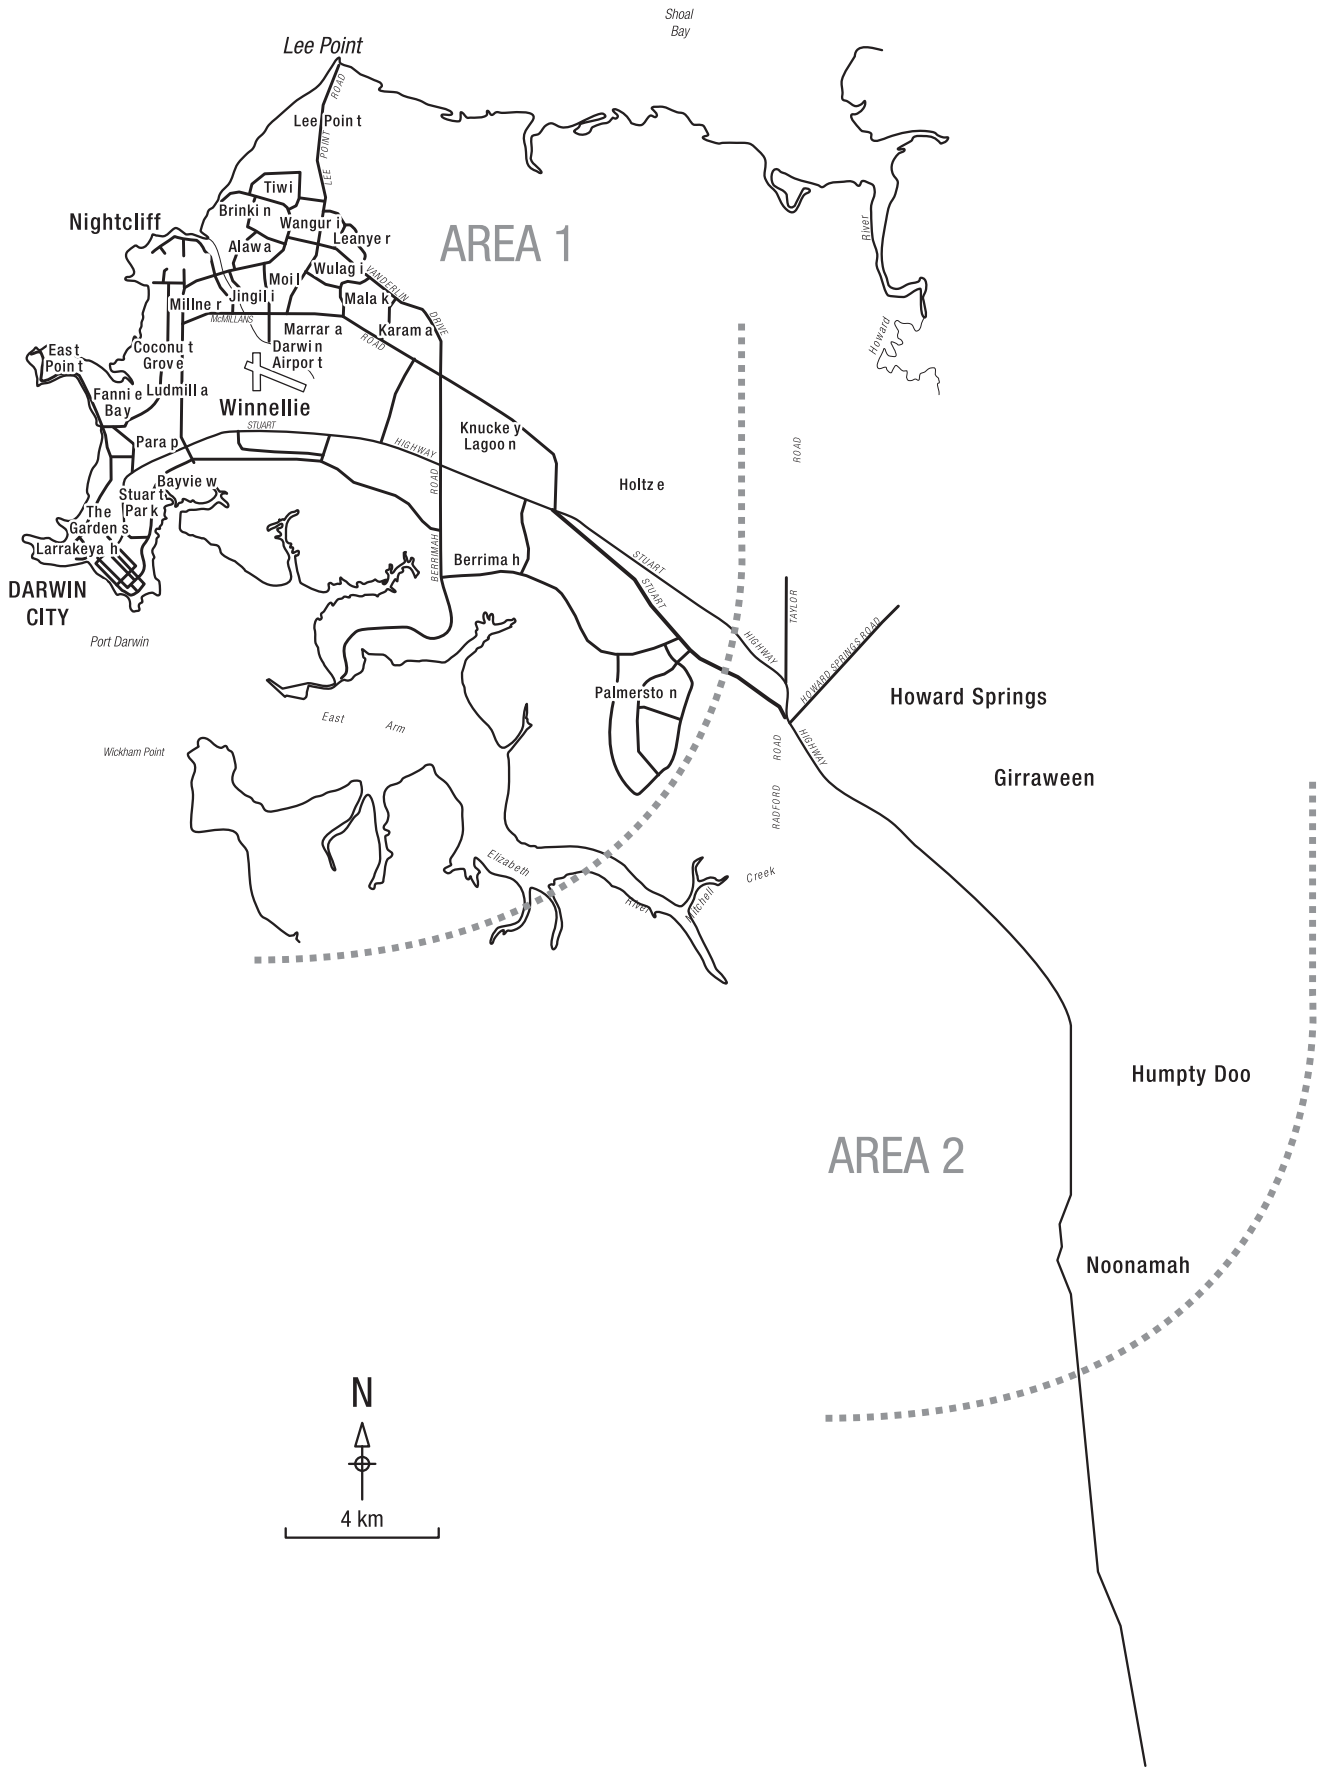 Shoal
Bay
Lee Point
ROAD
Lee Point
POINT
LEE
Tiwi
Brinkin
Nightcliff
Wanguri
Leanyer
Alawa
AREA 1
River
Wulagi
Moil
VANDERLIN
Jingili
Malak
Millner
McMILLANS
DRIVE
Marrara
Karama
ROAD
Howard
Darwin
Airport
Coconut
Grove
East
Point
Ludmilla
Fannie
Bay
Winnellie
STUART
Knuckey
Lagoon
Parap
HIGHWAY
ROAD
ROAD
Bayview
Holtze
Stuart
Park
The
Gardens
Larrakeyah
BERRIMAH
Berrimah
STUART
STUART
DARWIN
CITY
TAYLOR
Port Darwin
HIGHWAY
HOWARD SPRINGS ROAD
Palmerston
Howard Springs
East Arm
Wickham Point
ROAD
HIGHWAY
Girraween
RADFORD
Elizabeth
River
Mitchell
Creek
Humpty Doo
AREA 2
Noonamah
N
4 km